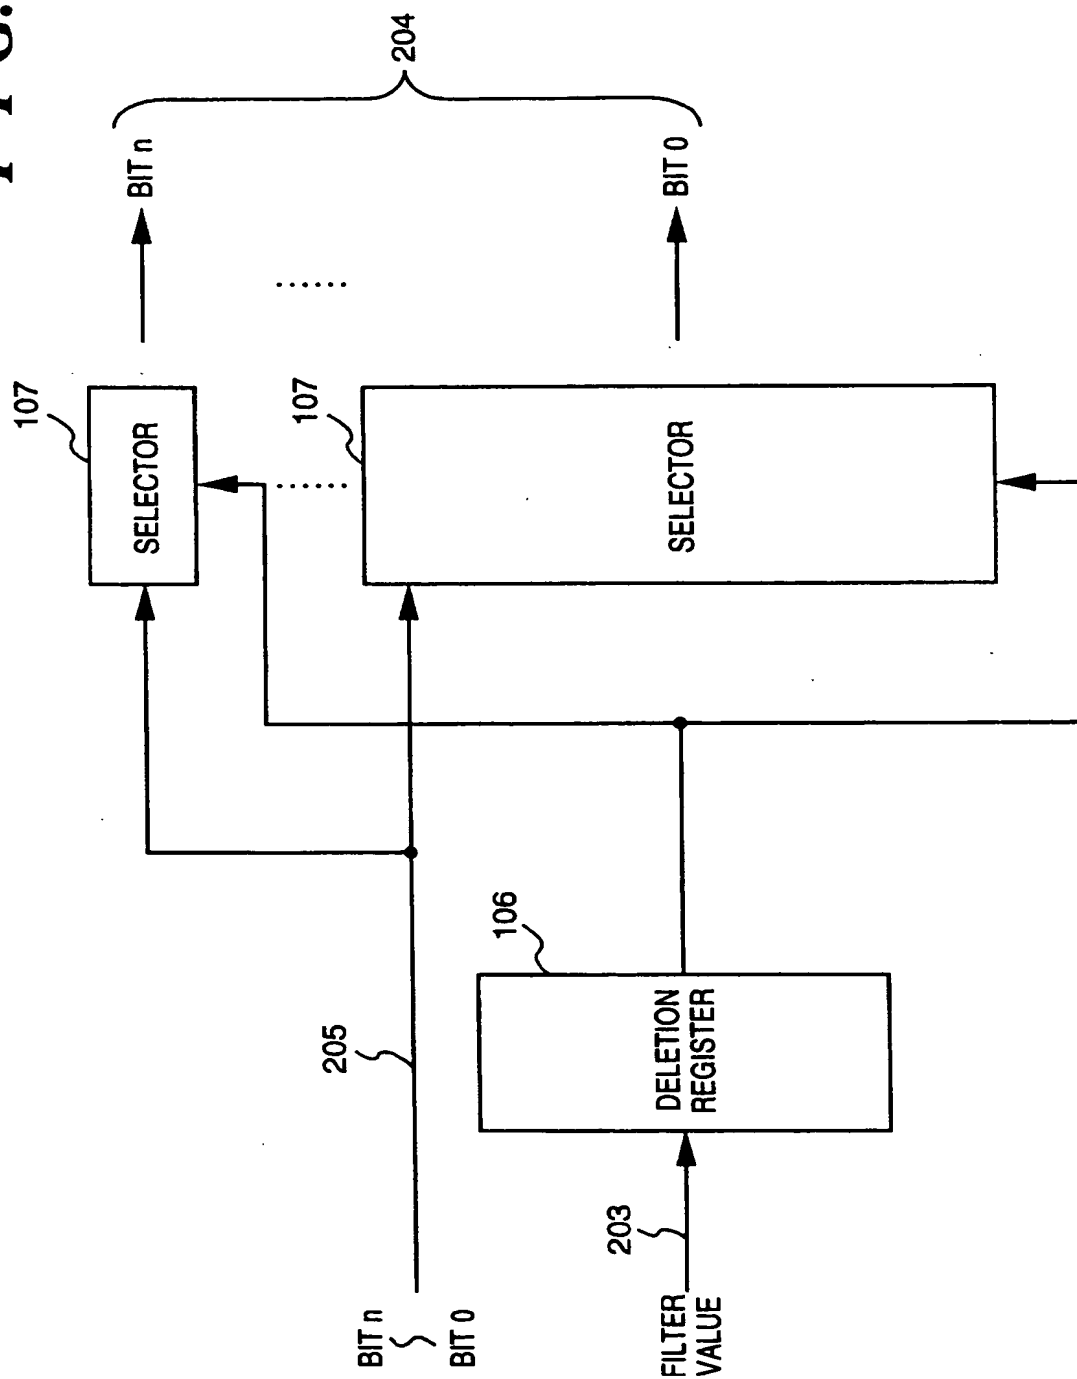 204
BIT n
BIT 0
107
SELECTOR
107
SELECTOR
106
DELETION
REGISTER
205
203
BIT n
BIT 0
FILTER
VALUE